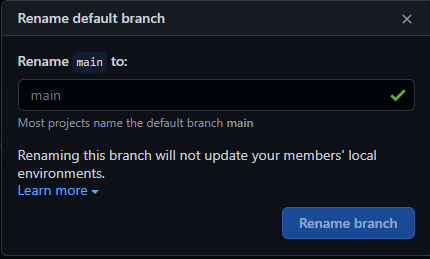 Rename default branch
Rename main to:
main
Most projects name the default branch main
Renaming this branch will not update your members' local
environments.
Learn more
Rename branch